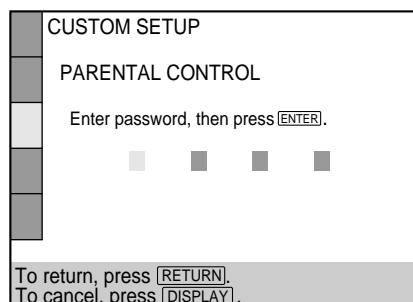 CUSTOM SETUP
PARENTAL CONTROL
Enter password, then press ENTER.
To return, press RETURN.
To cancel, press DISPLAY.